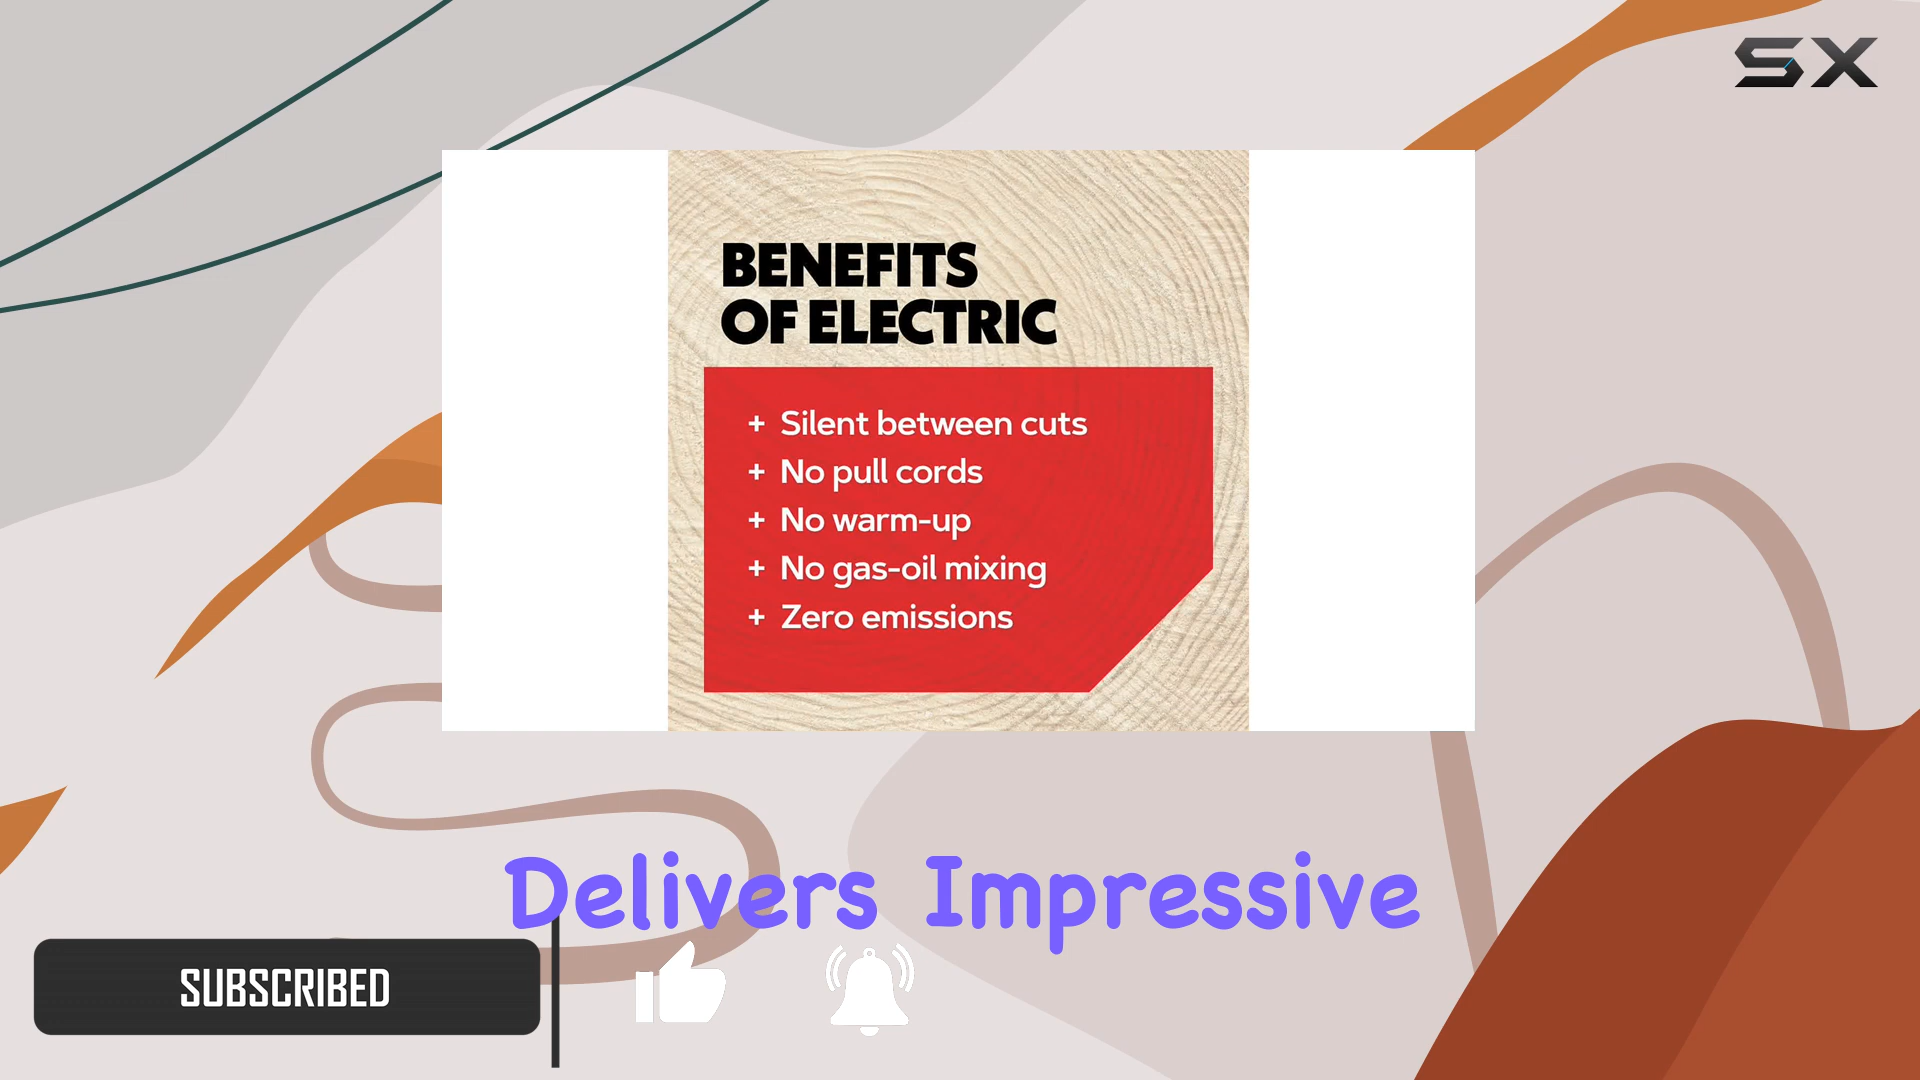 SX
BENEFITS
OF ELECTRIC
+ Silent between cuts
+ No pull cords
+ No warm-up
+ No gas-oil mixing
+ Zero emissions
Delivers Impressive
SUBSCRIBED